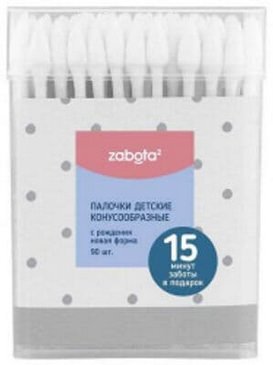 zabota²
ПАЛОЧКИ ДЕТСКИЕ
КОНУСООБРАЗНЫЕ
с рождения
новая форма
90 шт.
15
минут
заботы
в подарок